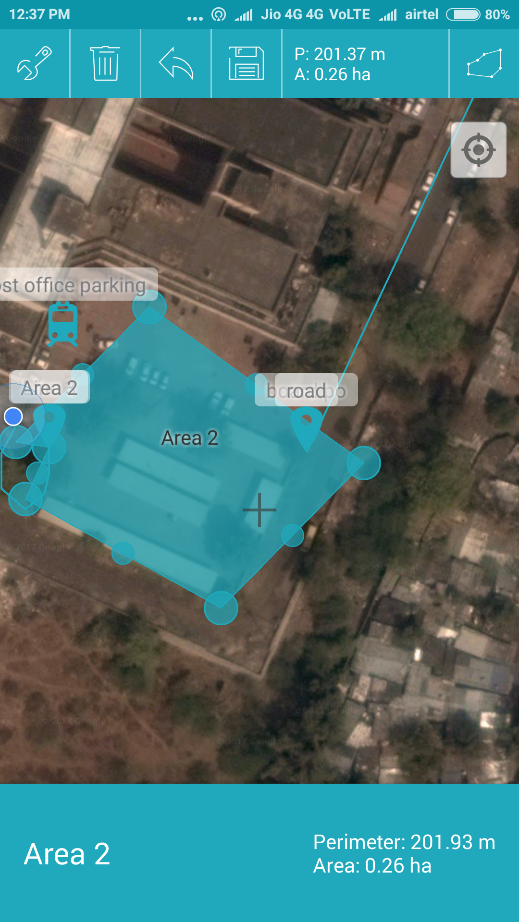 12:37 PM
... Jio 4G 4G VoLTE airtel 80%
P: 201.37 m
A: 0.26 ha
ost office parking
Area 2
road
Area 2
Area 2
Perimeter: 201.93 m
Area: 0.26 ha